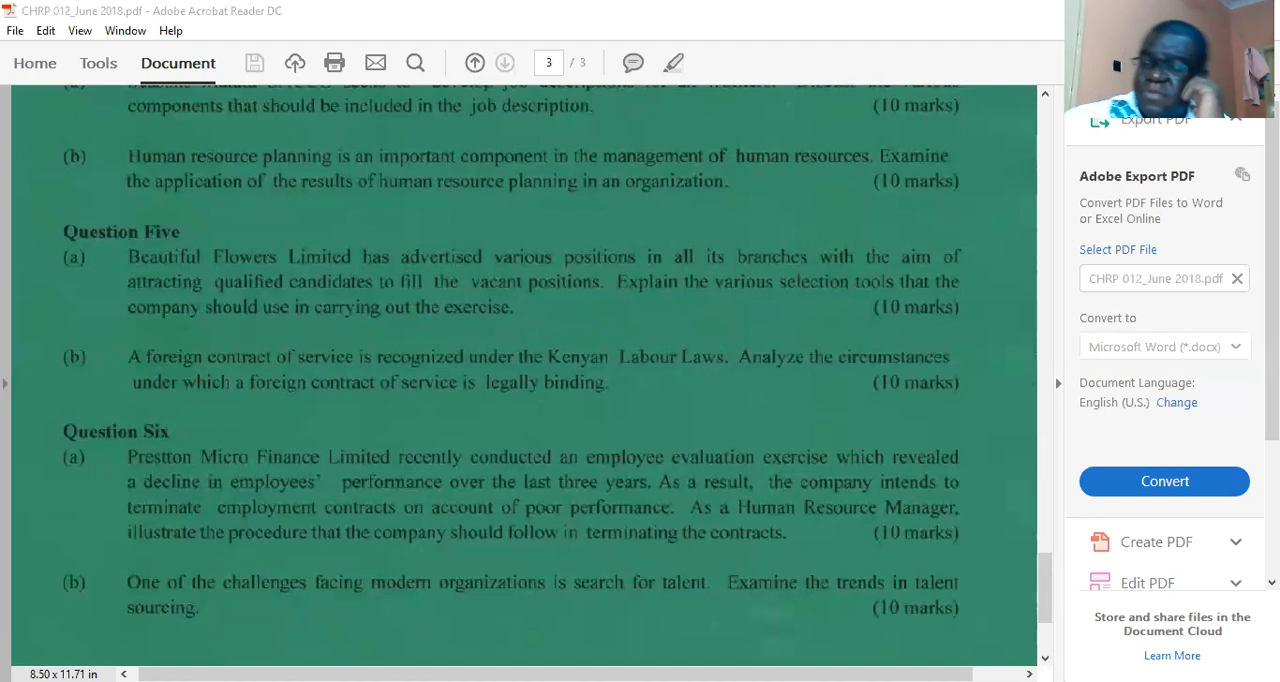 CHRP 012_June 2018.pdf - Adobe Acrobat Reader DC
File Edit View Window Help
Home Tools Document 3 / 3
components that should be included in the job description. (10 marks)
(b) Human resource planning is an important component in the management of human resources. Examine
the application of the results of human resource planning in an organization. (10 marks)
Question Five
(a) Beautiful Flowers Limited has advertised various positions in all its branches with the aim of
attracting qualified candidates to fill the vacant positions. Explain the various selection tools that the
company should use in carrying out the exercise. (10 marks)
(b) A foreign contract of service is recognized under the Kenyan Labour Laws. Analyze the circumstances
under which a foreign contract of service is legally binding. (10 marks)
Question Six
(a) Prestton Micro Finance Limited recently conducted an employee evaluation exercise which revealed
a decline in employees' performance over the last three years. As a result, the company intends to
terminate employment contracts on account of poor performance. As a Human Resource Manager,
illustrate the procedure that the company should follow in terminating the contracts. (10 marks)
(b) One of the challenges facing modern organizations is search for talent. Examine the trends in talent
sourcing. (10 marks)
8.50 x 11.71 in
Export PDF
Adobe Export PDF
Convert PDF Files to Word
or Excel Online
Select PDF File
CHRP 012_June 2018.pdf
Convert to
Microsoft Word (*.docx)
Document Language:
English (U.S.) Change
Convert
Create PDF
Edit PDF
Store and share files in the
Document Cloud
Learn More